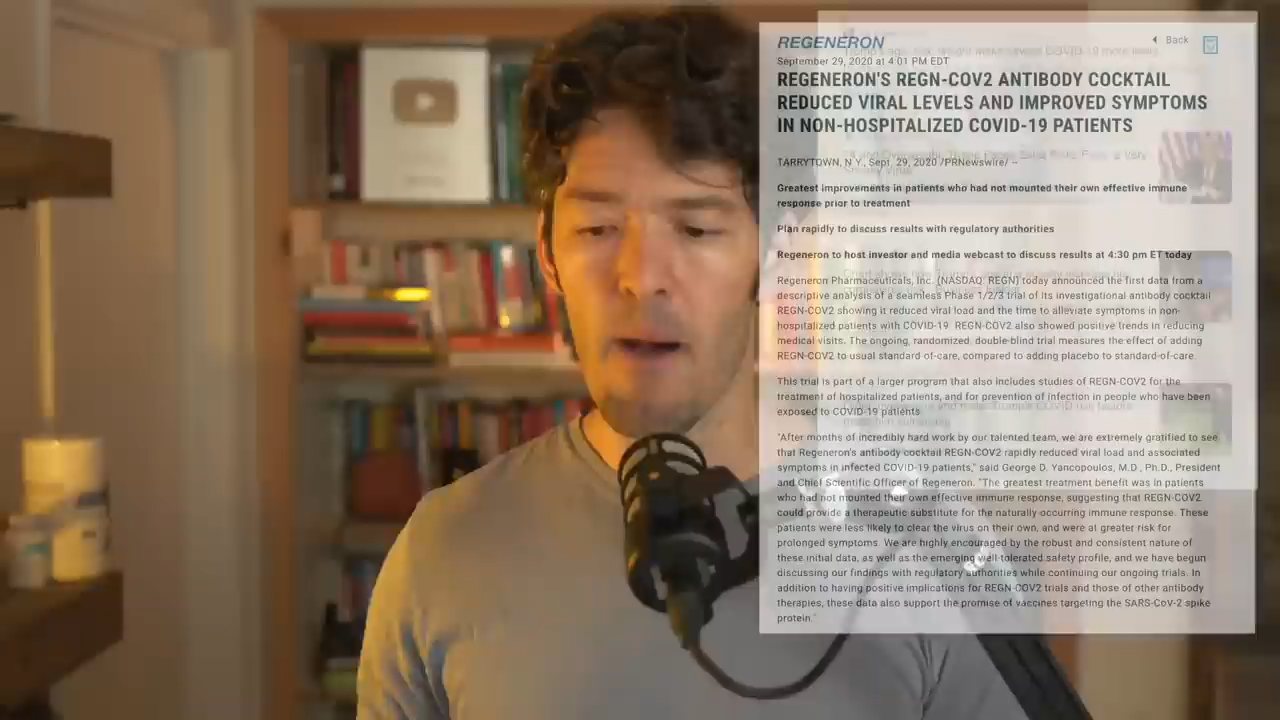 REGENERON
Back
September 29, 2020 at 4:01 PM EDT
REGENERON'S REGN-COV2 ANTIBODY COCKTAIL
REDUCED VIRAL LEVELS AND IMPROVED SYMPTOMS
IN NON-HOSPITALIZED COVID-19 PATIENTS
TARRYTOWN, N.Y., Sept. 29, 2020 /PRNewswire/ --
Greatest improvements in patients who had not mounted their own effective immune
response prior to treatment
Plan rapidly to discuss results with regulatory authorities
Regeneron to host investor and media webcast to discuss results at 4:30 pm ET today
Regeneron Pharmaceuticals, Inc. (NASDAQ: REGN) today announced the first data from a
descriptive analysis of a seamless Phase 1/2/3 trial of its investigational antibody cocktail
REGN-COV2 showing it reduced viral load and the time to alleviate symptoms in non-
hospitalized patients with COVID-19. REGN-COV2 also showed positive trends in reducing
medical visits. The ongoing, randomized, double-blind trial measures the effect of adding
REGN-COV2 to usual standard-of-care, compared to adding placebo to standard-of-care.
This trial is part of a larger program that also includes studies of REGN-COV2 for the
treatment of hospitalized patients, and for prevention of infection in people who have been
exposed to COVID-19 patients.
"After months of incredibly hard work by our talented team, we are extremely gratified to see
that Regeneron's antibody cocktail REGN-COV2 rapidly reduced viral load and associated
symptoms in infected COVID-19 patients," said George D. Yancopoulos, M.D., Ph.D., President
and Chief Scientific Officer of Regeneron. "The greatest treatment benefit was in patients
who had not mounted their own effective immune response, suggesting that REGN-COV2
could provide a therapeutic substitute for the naturally-occurring immune response. These
patients were less likely to clear the virus on their own, and were at greater risk for
prolonged symptoms. We are highly encouraged by the robust and consistent nature of
these initial data, as well as the emerging well-tolerated safety profile, and we have begun
discussing our findings with regulatory authorities while continuing our ongoing trials. In
addition to having positive implications for REGN-COV2 trials and those of other antibody
therapies, these data also support the promise of vaccines targeting the SARS-CoV-2 spike
protein."